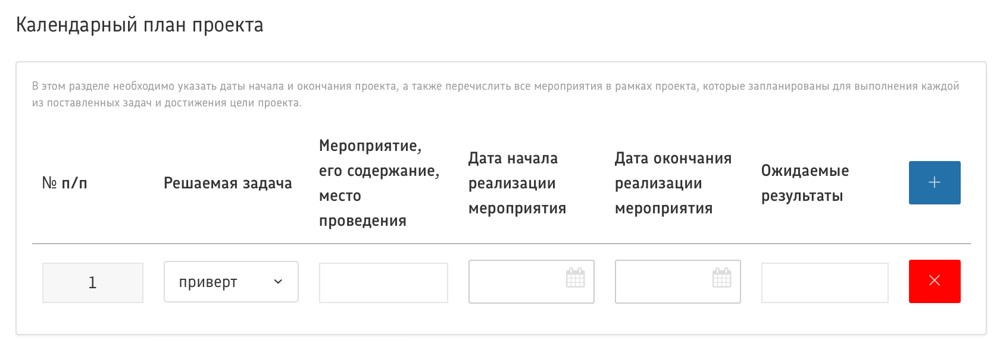 Календарный план проекта
В этом разделе необходимо указать даты начала и окончания проекта, а также перечислить все мероприятия в рамках проекта, которые запланированы для выполнения каждой
из поставленных задач и достижения цели проекта.
№ п/п
Решаемая задача
Мероприятие,
его содержание,
место
проведения
Дата начала
реализации
мероприятия
Дата окончания
реализации
мероприятия
Ожидаемые
результаты
1
приверт